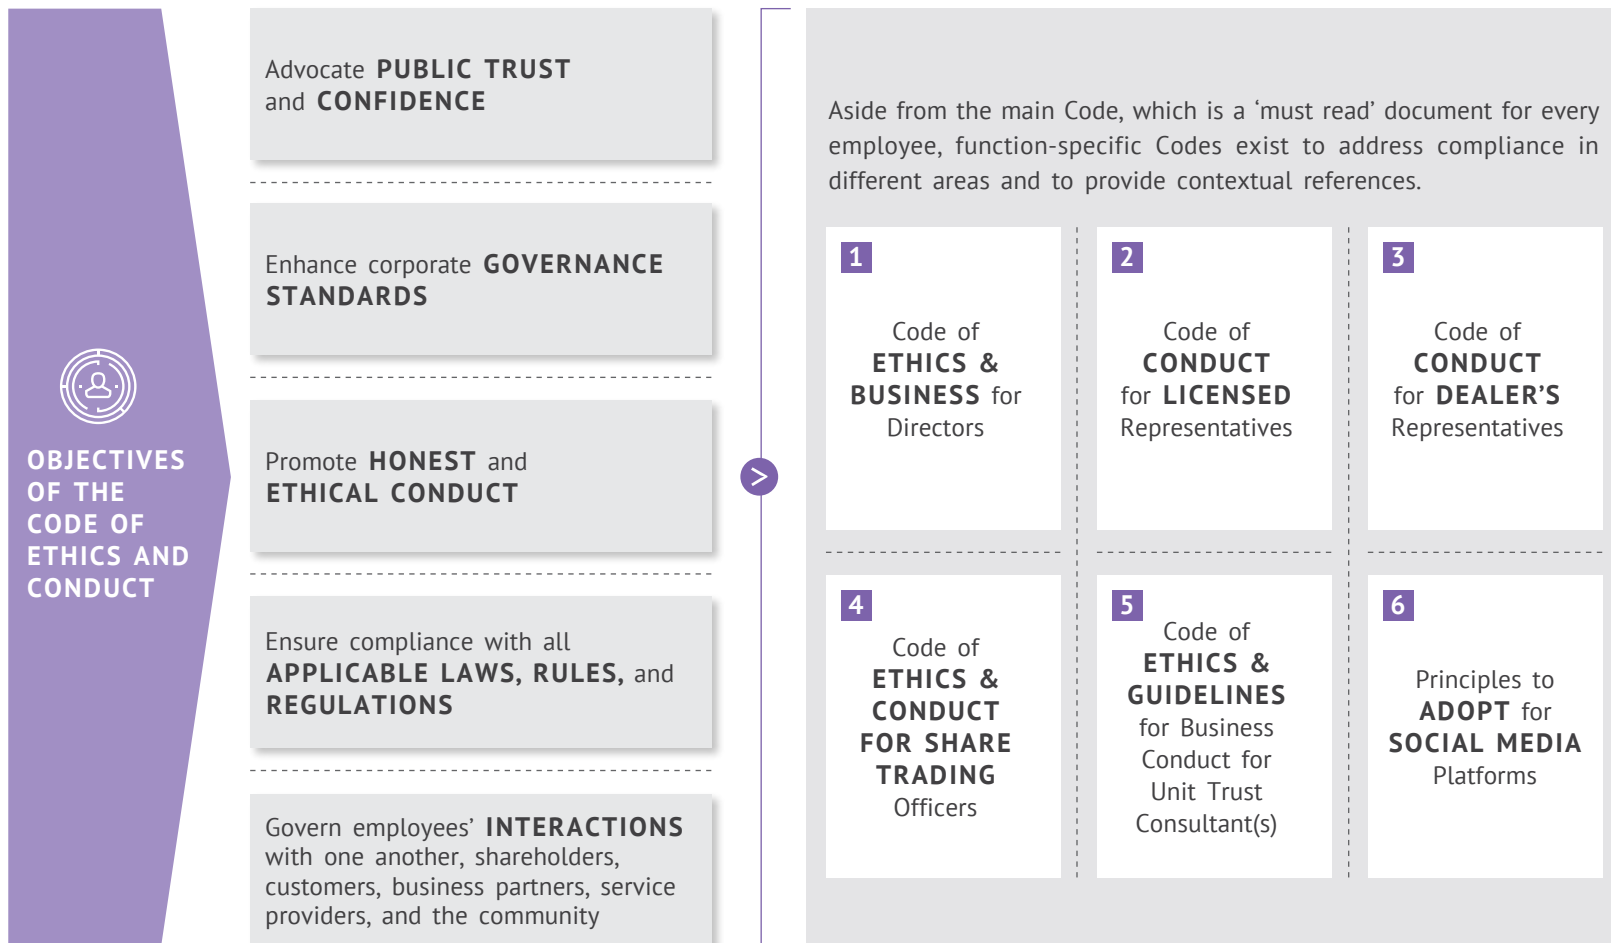 OBJECTIVES
OF THE
CODE OF
ETHICS AND
CONDUCT
Advocate PUBLIC TRUST
and CONFIDENCE
Enhance corporate GOVERNANCE
STANDARDS
Promote HONEST and
ETHICAL CONDUCT
Ensure compliance with all
APPLICABLE LAWS, RULES, and
REGULATIONS
Govern employees’ INTERACTIONS
with one another, shareholders,
customers, business partners, service
providers, and the community
>
Aside from the main Code, which is a ‘must read’ document for every
employee, function-specific Codes exist to address compliance in
different areas and to provide contextual references.
1
Code of
ETHICS &
BUSINESS for
Directors
2
Code of
CONDUCT
for LICENSED
Representatives
3
Code of
CONDUCT
for DEALER’S
Representatives
4
Code of
ETHICS &
CONDUCT
FOR SHARE
TRADING
Officers
5
Code of
ETHICS &
GUIDELINES
for Business
Conduct for
Unit Trust
Consultant(s)
6
Principles to
ADOPT for
SOCIAL MEDIA
Platforms